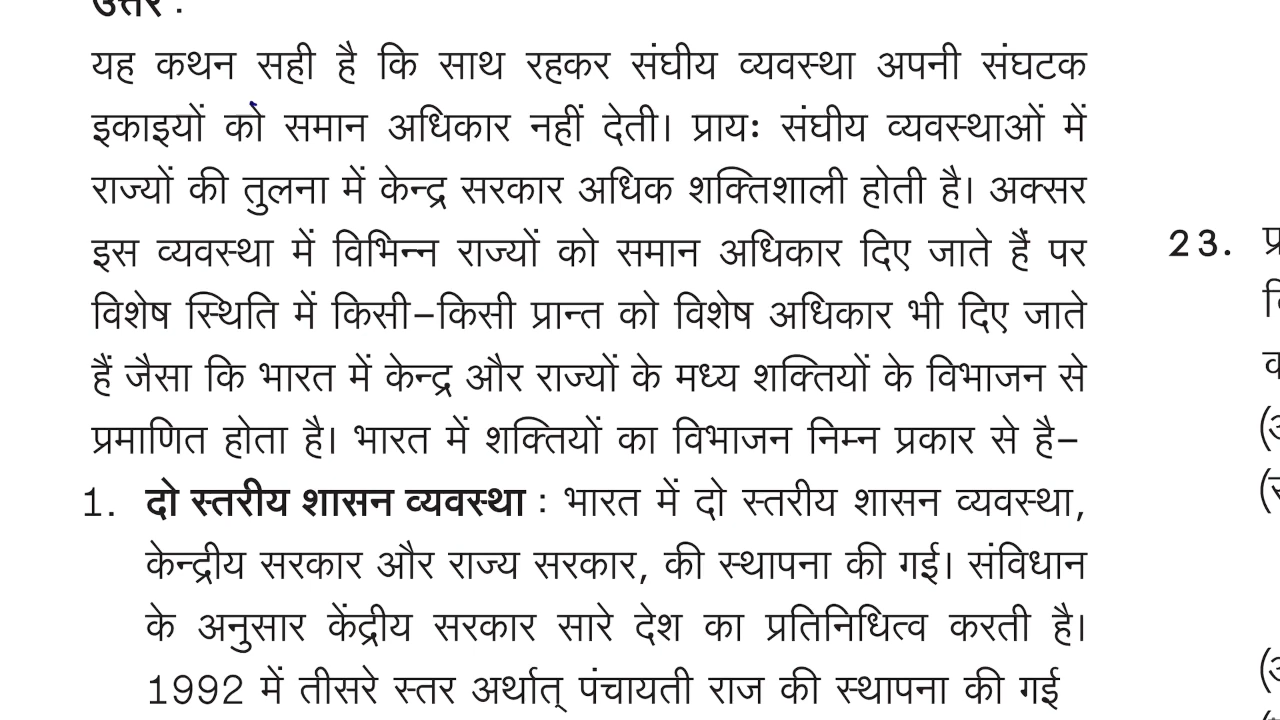 उत्तर :
यह कथन सही है कि साथ रहकर संघीय व्यवस्था अपनी संघटक
इकाइयों को समान अधिकार नहीं देती। प्रायः संघीय व्यवस्थाओं में
राज्यों की तुलना में केन्द्र सरकार अधिक शक्तिशाली होती है। अक्सर
इस व्यवस्था में विभिन्न राज्यों को समान अधिकार दिए जाते हैं पर
विशेष स्थिति में किसी-किसी प्रान्त को विशेष अधिकार भी दिए जाते
हैं जैसा कि भारत में केन्द्र और राज्यों के मध्य शक्तियों के विभाजन से
प्रमाणित होता है। भारत में शक्तियों का विभाजन निम्न प्रकार से है-
1. दो स्तरीय शासन व्यवस्था : भारत में दो स्तरीय शासन व्यवस्था,
केन्द्रीय सरकार और राज्य सरकार, की स्थापना की गई। संविधान
के अनुसार केंद्रीय सरकार सारे देश का प्रतिनिधित्व करती है।
1992 में तीसरे स्तर अर्थात् पंचायती राज की स्थापना की गई
23.